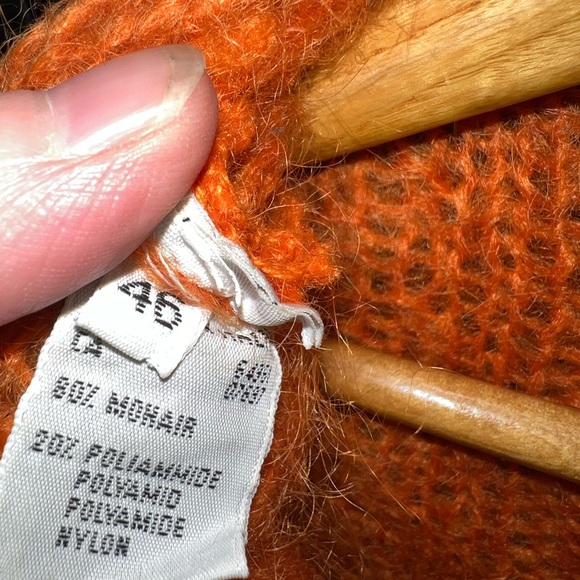 46
80% MOHAIR
20% POLIAMMIDE
POLYAMID
POLYAMIDE
NYLON